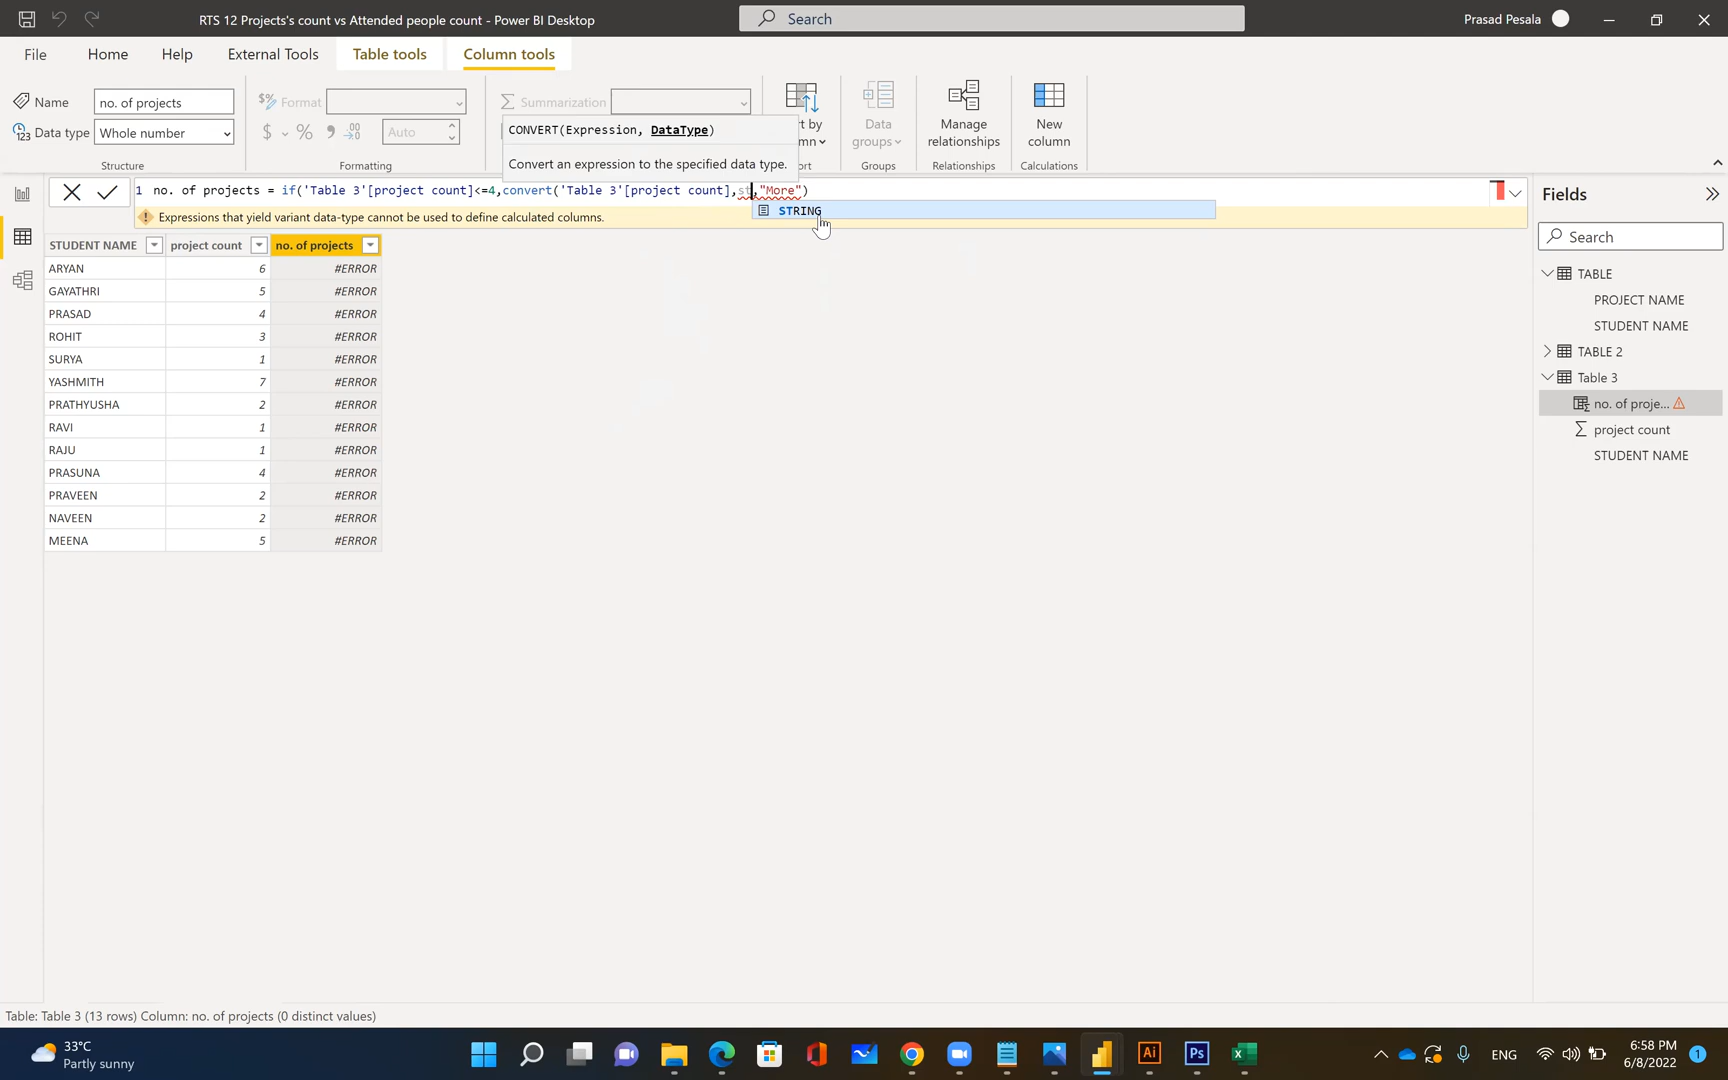 RTS 12 Projects's count vs Attended people count - Power BI Desktop
Search
Prasad Pesala
File
Home
Help
External Tools
Table tools
Column tools
Name
no. of projects
Format
Summarization
Data type
Whole number
$
%
Auto
CONVERT(Expression, DataType)
Convert an expression to the specified data type.
Data groups
Manage relationships
New column
Structure
Formatting
Groups
Relationships
Calculations
1 no. of projects = if('Table 3'[project count]<=4,convert('Table 3'[project count],st,"More")
STRING
Expressions that yield variant data-type cannot be used to define calculated columns.
STUDENT NAME project count no. of projects
ARYAN 6 #ERROR
GAYATHRI 5 #ERROR
PRASAD 4 #ERROR
ROHIT 3 #ERROR
SURYA 1 #ERROR
YASHMITH 7 #ERROR
PRATHYUSHA 2 #ERROR
RAVI 1 #ERROR
RAJU 1 #ERROR
PRASUNA 4 #ERROR
PRAVEEN 2 #ERROR
NAVEEN 2 #ERROR
MEENA 5 #ERROR
Fields
Search
TABLE
PROJECT NAME
STUDENT NAME
TABLE 2
Table 3
no. of proje...
project count
STUDENT NAME
Table: Table 3 (13 rows) Column: no. of projects (0 distinct values)
33°C
Partly sunny
Ai
Ps
ENG
6:58 PM
6/8/2022
1